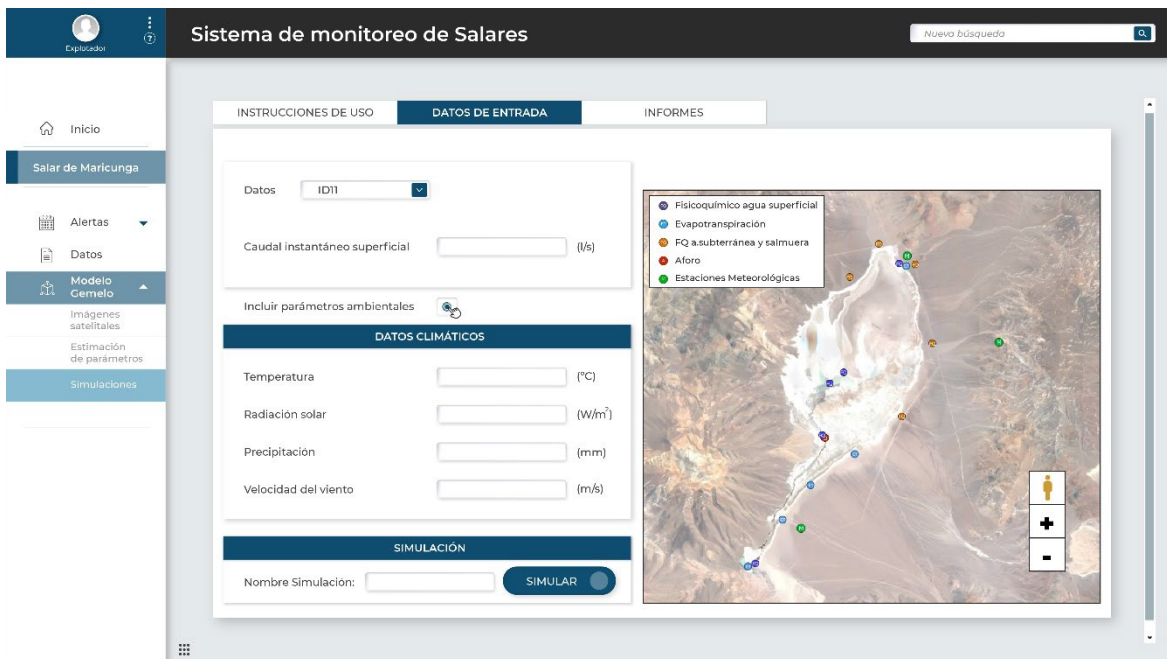 Explotador
Sistema de monitoreo de Salares
Nueva búsqueda
Inicio
Salar de Maricunga
Alertas
Datos
Modelo
Gemelo
Imágenes
satelitales
Estimación
de parámetros
Simulaciones
INSTRUCCIONES DE USO
DATOS DE ENTRADA
INFORMES
Datos ID11
Caudal instantáneo superficial (l/s)
Incluir parámetros ambientales
DATOS CLIMÁTICOS
Temperatura (°C)
Radiación solar (W/m²)
Precipitación (mm)
Velocidad del viento (m/s)
SIMULACIÓN
Nombre Simulación: SIMULAR
Fisicoquímico agua superficial
Evapotranspiración
FQ a.subterránea y salmuera
Aforo
Estaciones Meteorológicas
+
-